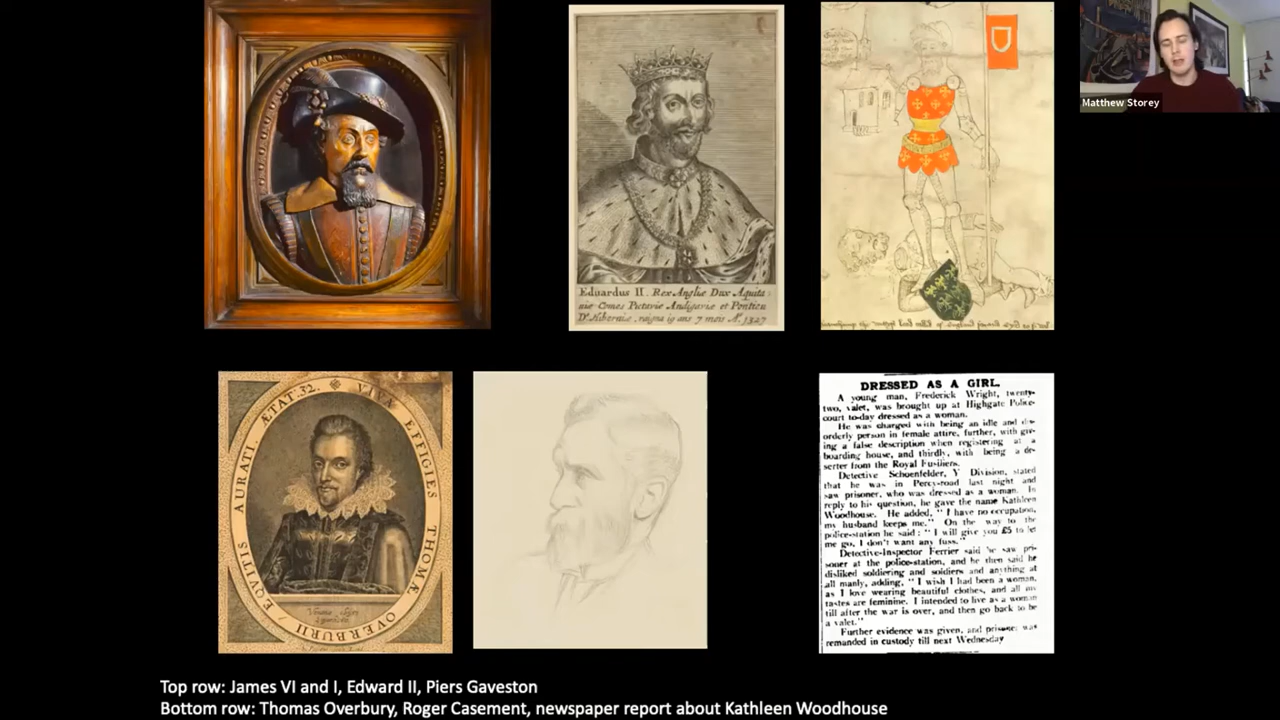 Matthew Storey
Eduardus II. Rex Angliæ Dux Aquita
niæ Comes Pictaviæ Andigaviæ et Pontieu
Dˢ Hiberniæ. raigna 19 ans 7 mois Aº. 1327
VIVA EFFIGIES THOMÆ OVERBURII EQVITIS AURATI. ÆTAT. 32.
DRESSED AS A GIRL.
A young man, Frederick Wright, twenty-
two, valet, was brought up at Highgate Police-
court to-day dressed as a woman.
He was charged with being an idle and dis-
orderly person in female attire, further, with giv-
ing a false description when registering at a
boarding house, and thirdly, with being a de-
serter from the Royal Fusiliers.
Detective Schoenfelder, Y Division, stated
that he was in Percy-road last night and
saw prisoner, who was dressed as a woman. In
reply to his question, he gave the name Kathleen
Woodhouse. He added, "I have no occupation,
my husband keeps me." On the way to the
police-station he said: "I will give you £5 to let
me go, I don't want any fuss."
Detective-Inspector Ferrier said he saw pri-
soner at the police-station, and he then said he
disliked soldiering and soldiers and anything at
all manly, adding, "I wish I had been a woman,
as I love wearing beautiful clothes, and all my
tastes are feminine. I intended to live as a woman
till after the war is over, and then go back to be
a valet."
Further evidence was given, and prisoner was
remanded in custody till next Wednesday
Top row: James VI and I, Edward II, Piers Gaveston
Bottom row: Thomas Overbury, Roger Casement, newspaper report about Kathleen Woodhouse